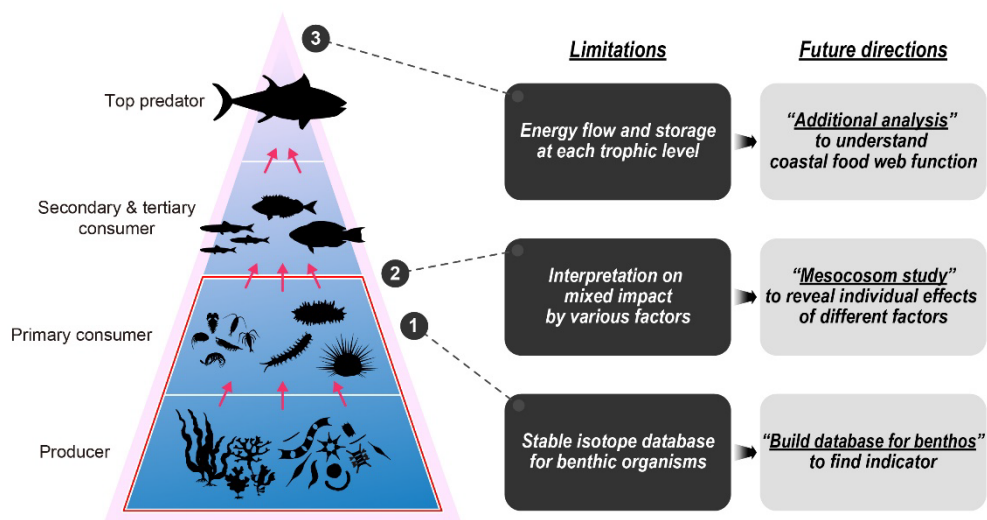 Limitations
Future directions
3
Top predator
Energy flow and storage
at each trophic level
“Additional analysis”
to understand
coastal food web function
Secondary & tertiary
consumer
2
Interpretation on
mixed impact
by various factors
“Mesocosom study”
to reveal individual effects
of different factors
1
Primary consumer
Producer
Stable isotope database
for benthic organisms
“Build database for benthos”
to find indicator